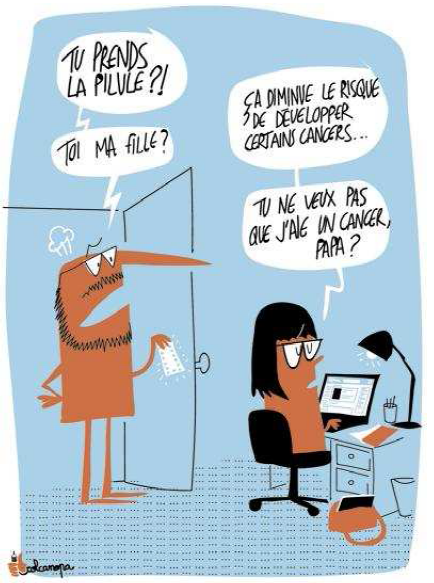 TU PRENDS
LA PILULE ?!
TOI MA FILLE ?
ÇA DIMINUE LE RISQUE
DE DÉVELOPPER
CERTAINS CANCERS...
TU NE VEUX PAS
QUE J'AIE UN CANCER,
PAPA ?
colcanopa